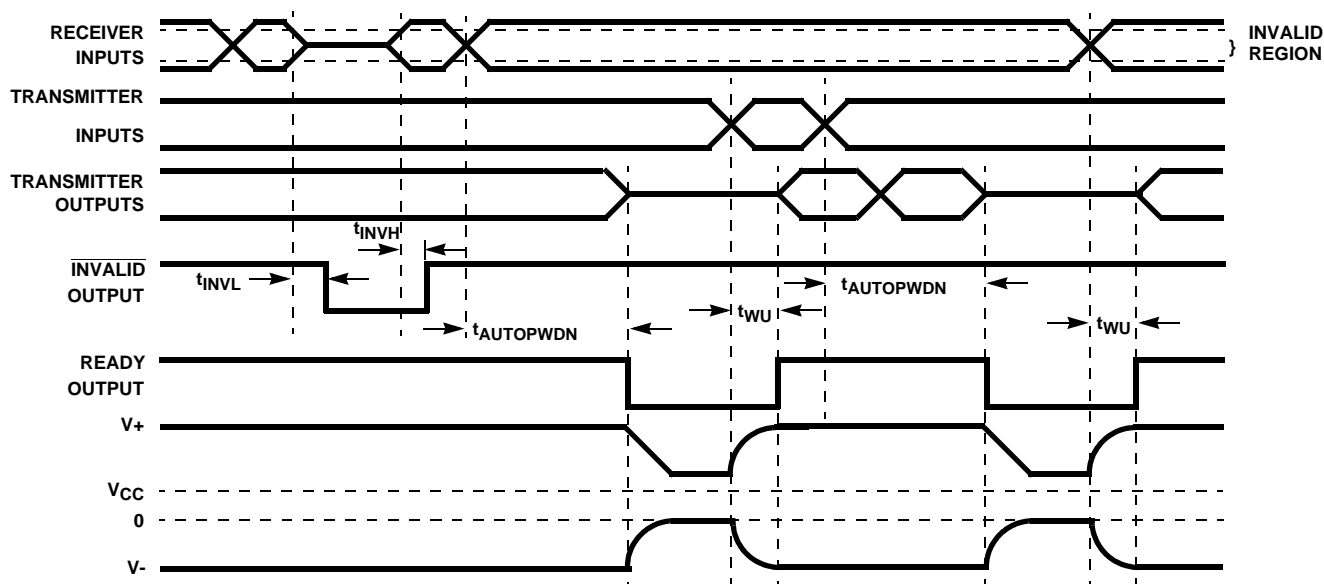 RECEIVER
INPUTS
} INVALID
REGION
TRANSMITTER
INPUTS
TRANSMITTER
OUTPUTS
tINVH
INVALID
OUTPUT
tINVL
tAUTOPWDN
tWU
tAUTOPWDN
tWU
READY
OUTPUT
V+
VCC
0
V-